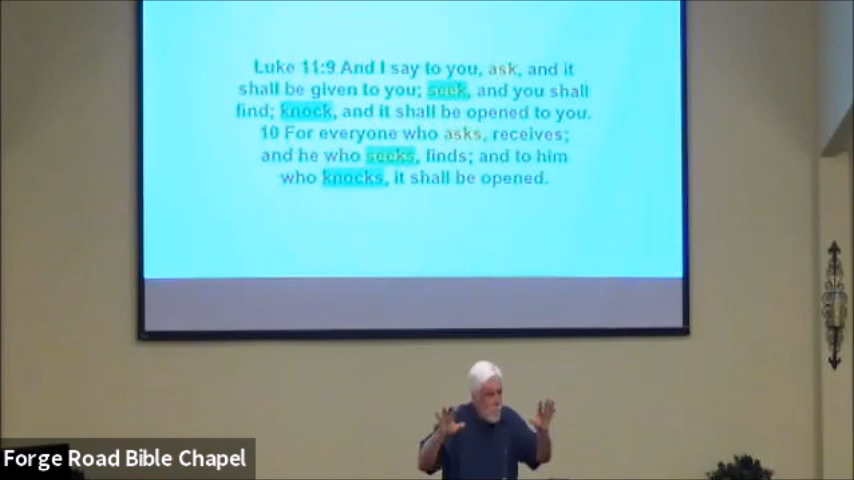 Luke 11:9 And I say to you, ask, and it
shall be given to you; seek, and you shall
find; knock, and it shall be opened to you.
10 For everyone who asks, receives;
and he who seeks, finds; and to him
who knocks, it shall be opened.
Forge Road Bible Chapel